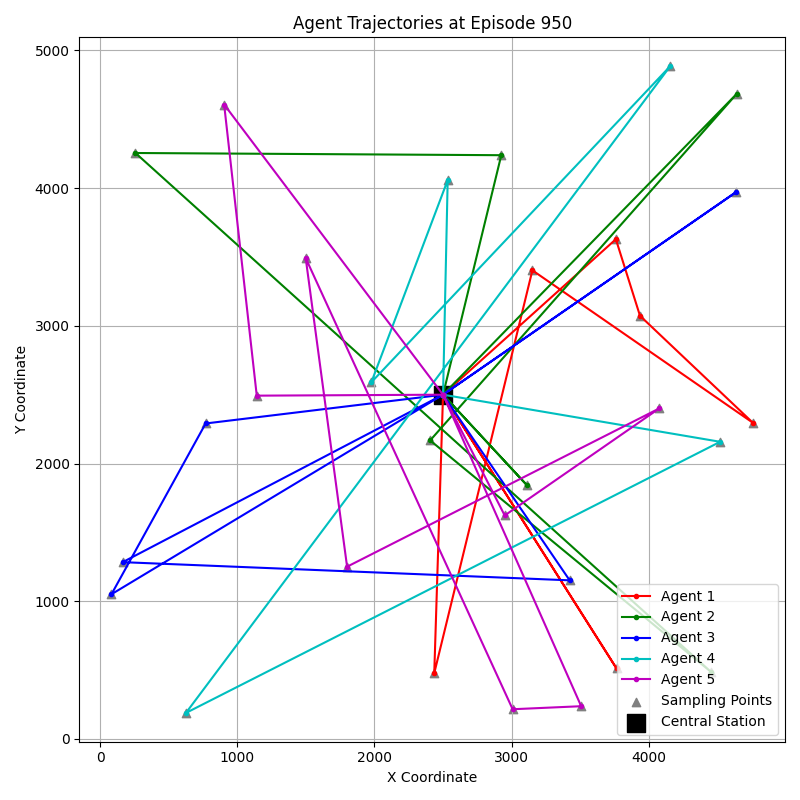 Agent Trajectories at Episode 950
5000
4000
3000
2000
1000
0
Y Coordinate
0
1000
2000
3000
4000
X Coordinate
Agent 1
Agent 2
Agent 3
Agent 4
Agent 5
Sampling Points
Central Station